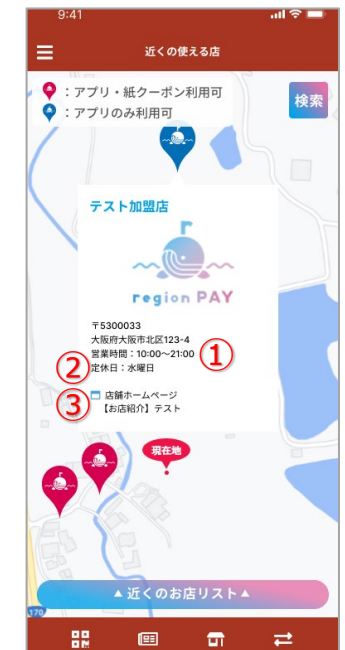 9:41
近くの使える店
：アプリ・紙クーポン利用可
：アプリのみ利用可
検索
テスト加盟店
region PAY
〒5300033
大阪府大阪市北区123-4
営業時間：10:00～21:00
①
②
定休日：水曜日
③
店舗ホームページ
【お店紹介】テスト
現在地
170
▲近くのお店リスト▲